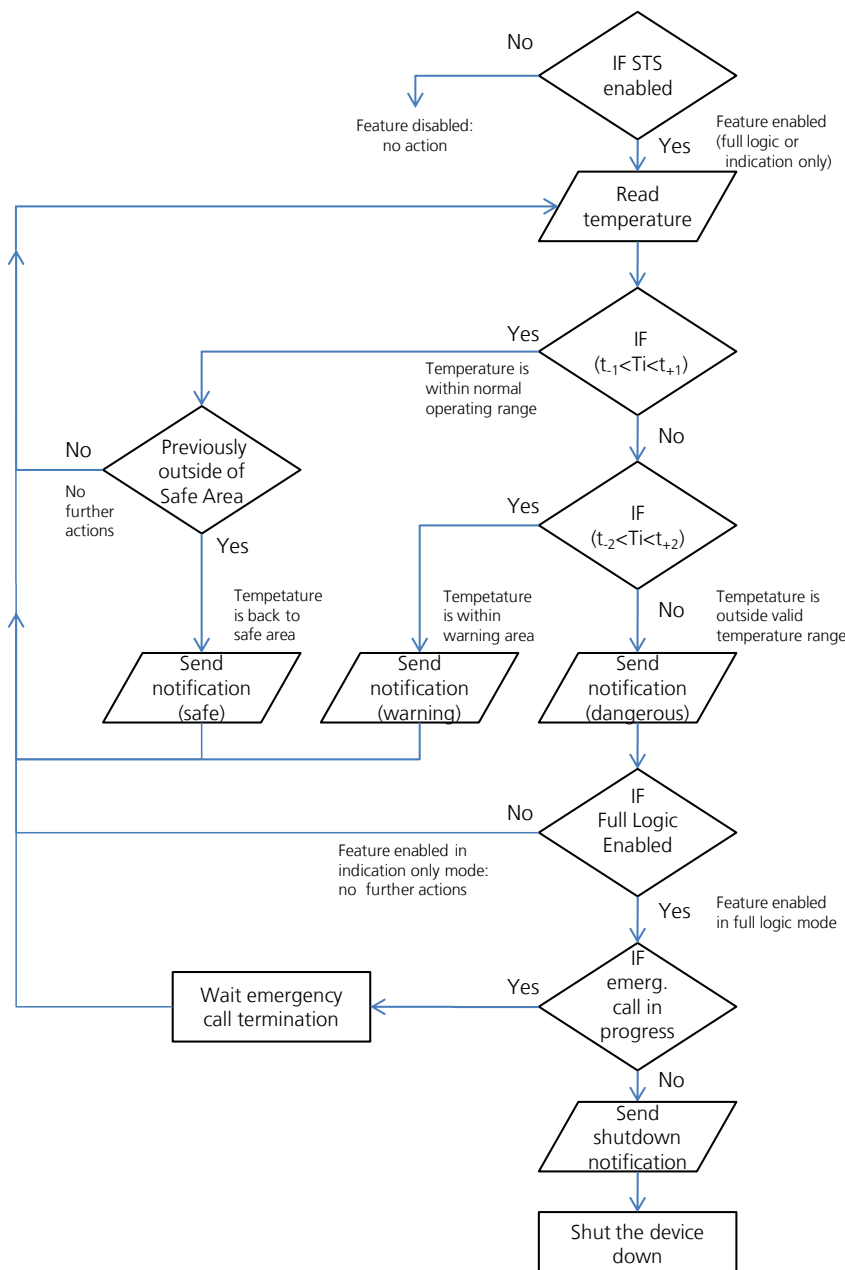 No
IF STS
enabled
Feature disabled:
no action
Yes
Feature enabled
(full logic or
indication only)
Read
temperature
Yes
IF
(t-1<Ti<t+1)
Temperature is
within normal
operating range
No
Previously
outside of
Safe Area
No
No
further
actions
Yes
IF
(t-2<Ti<t+2)
Yes
Tempetature
is back to
safe area
Tempetature
is within
warning area
No
Tempetature is
outside valid
temperature range
Send
notification
(safe)
Send
notification
(warning)
Send
notification
(dangerous)
No
IF
Full Logic
Enabled
Feature enabled in
indication only mode:
no further actions
Yes
Feature enabled
in full logic mode
Wait emergency
call termination
Yes
IF
emerg.
call in
progress
No
Send
shutdown
notification
Shut the device
down